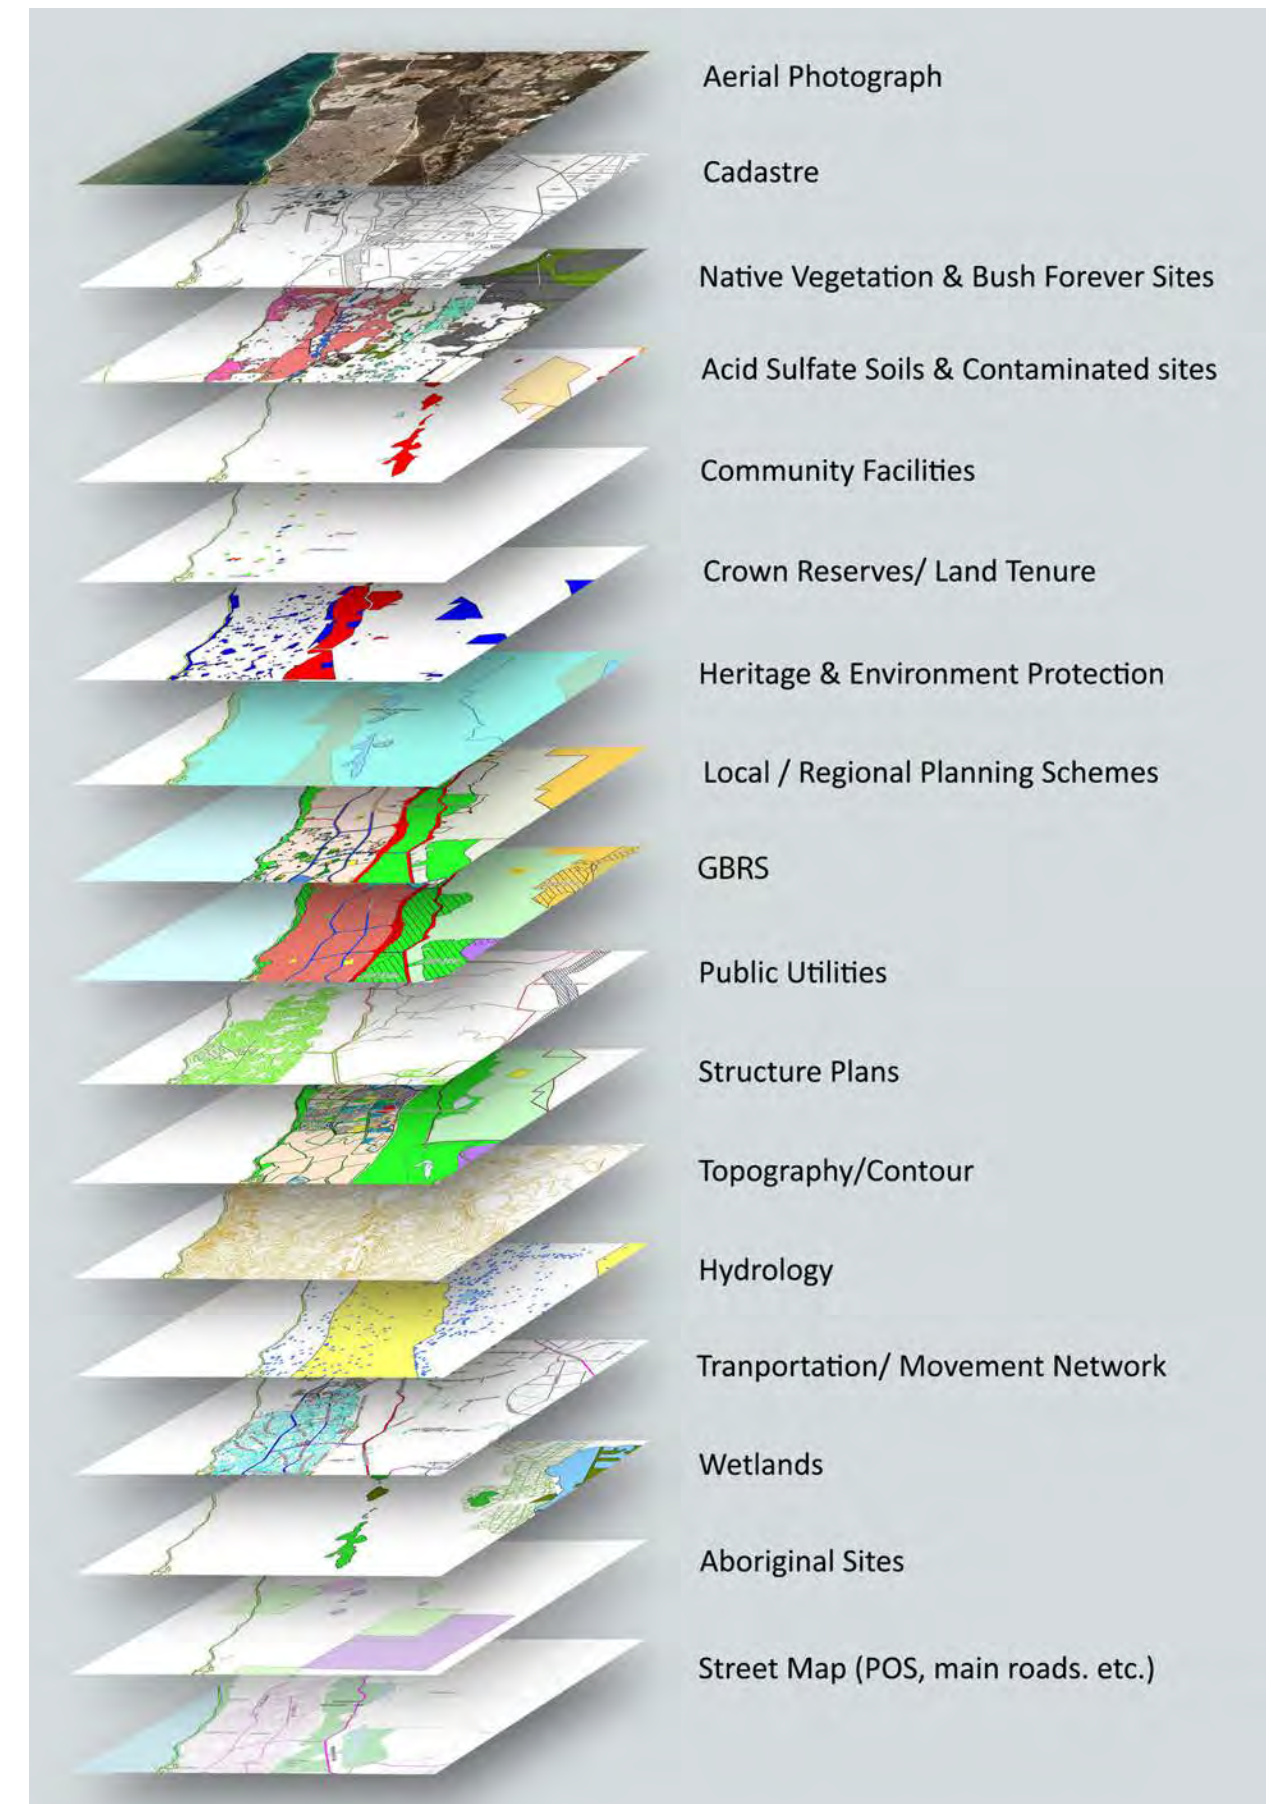 Aerial Photograph
Cadastre
Native Vegetation & Bush Forever Sites
Acid Sulfate Soils & Contaminated sites
Community Facilities
Crown Reserves/ Land Tenure
Heritage & Environment Protection
Local / Regional Planning Schemes
GBRS
Public Utilities
Structure Plans
Topography/Contour
Hydrology
Tranportation/ Movement Network
Wetlands
Aboriginal Sites
Street Map (POS, main roads. etc.)